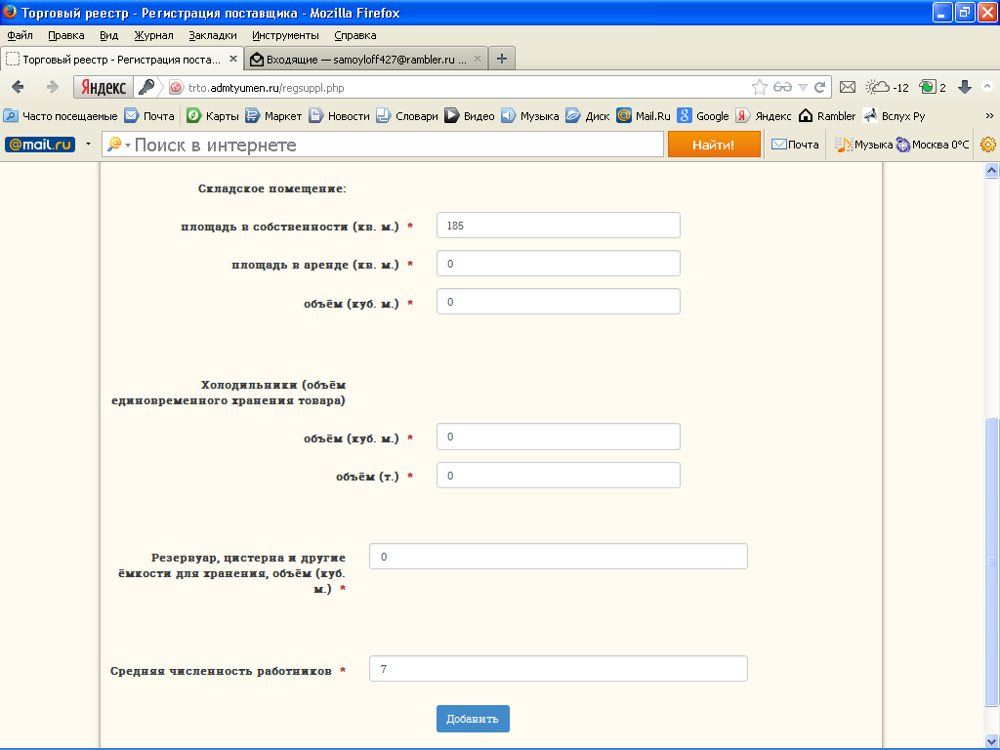 Торговый реестр - Регистрация поставщика - Mozilla Firefox
Файл Правка Вид Журнал Закладки Инструменты Справка
Торговый реестр - Регистрация поста... Входящие — samoyloff427@rambler.ru ...
Яндекс trto.admtyumen.ru/regsuppl.php -12 2
Часто посещаемые Почта Карты Маркет Новости Словари Видео Музыка Диск Mail.Ru Google Яндекс Rambler Вслух Ру »
@mail.ru Поиск в интернете Найти! Почта Музыка Москва 0°C
Складское помещение:
площадь в собственности (кв. м.) * 185
площадь в аренде (кв. м.) * 0
объём (куб. м.) * 0
Холодильники (объём
единовременного хранения товара)
объём (куб. м.) * 0
объём (т.) * 0
Резервуар, цистерна и другие 0
ёмкости для хранения, объём (куб.
м.) *
Средняя численность работников * 7
Добавить